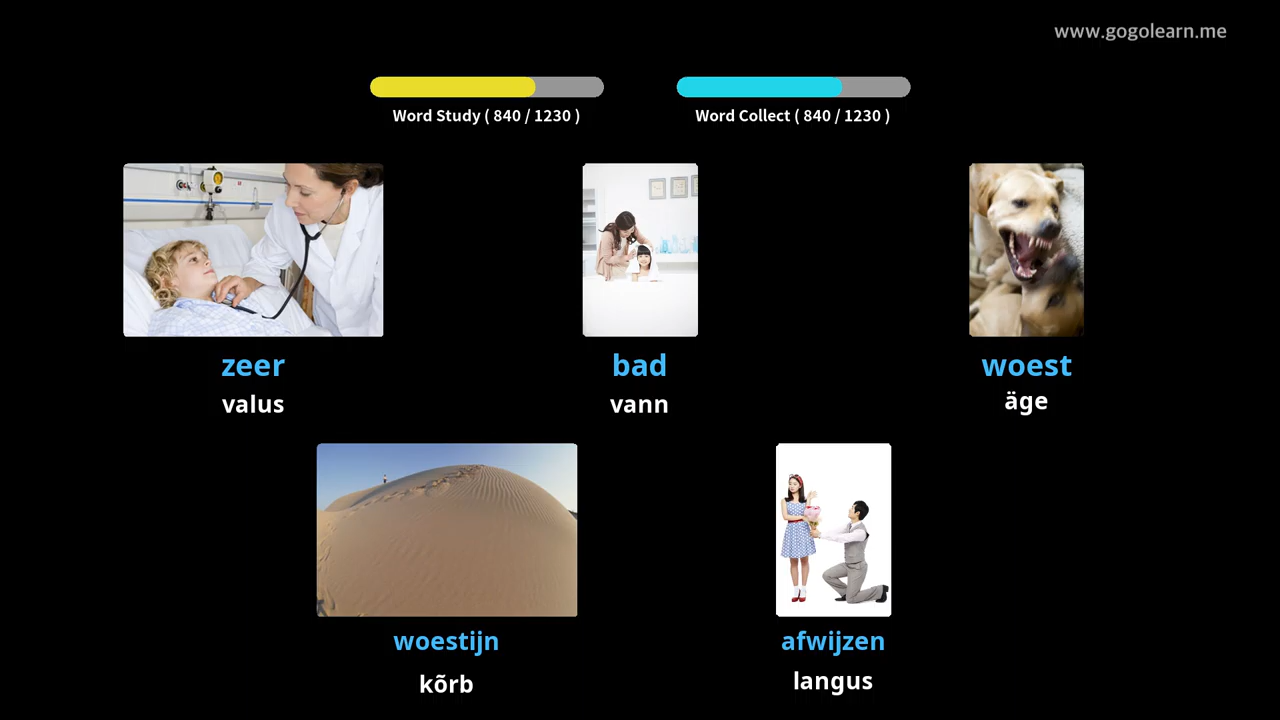 www.gogolearn.me
Word Study ( 840 / 1230 )
Word Collect ( 840 / 1230 )
zeer
valus
bad
vann
woest
äge
woestijn
kõrb
afwijzen
langus